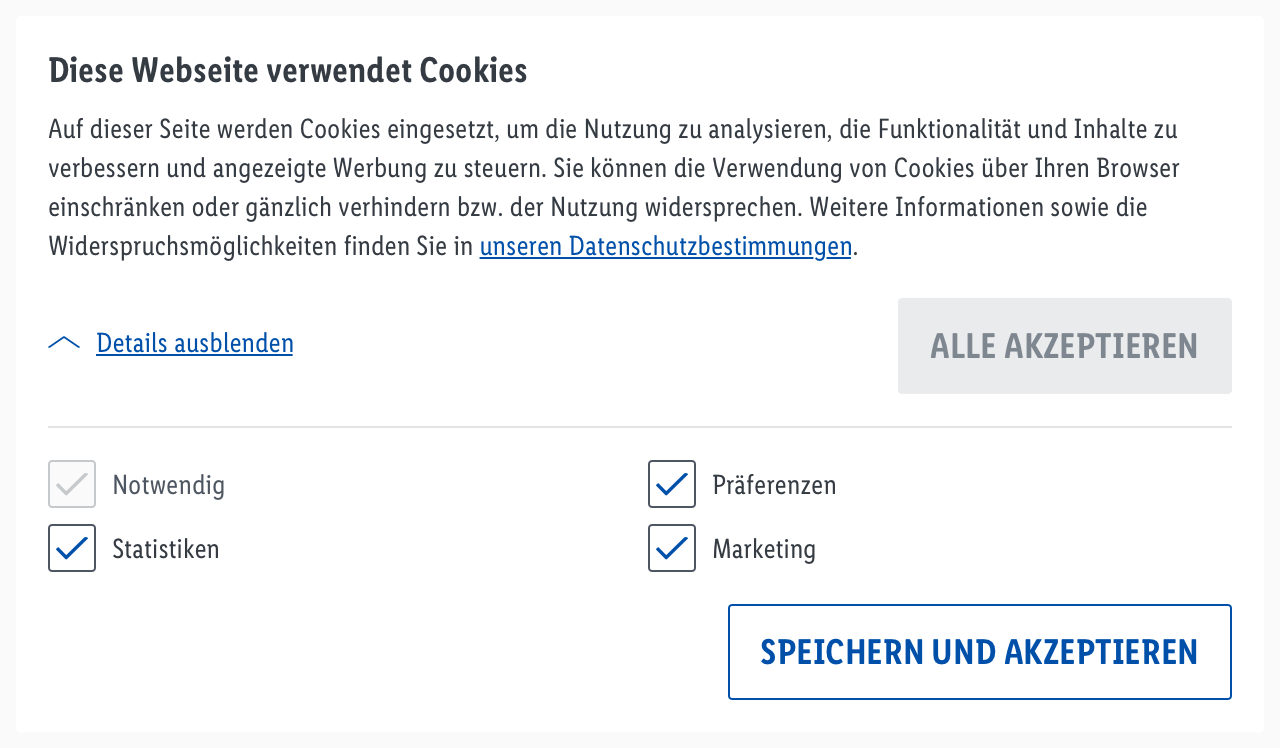 Diese Webseite verwendet Cookies
Auf dieser Seite werden Cookies eingesetzt, um die Nutzung zu analysieren, die Funktionalität und Inhalte zu
verbessern und angezeigte Werbung zu steuern. Sie können die Verwendung von Cookies über Ihren Browser
einschränken oder gänzlich verhindern bzw. der Nutzung widersprechen. Weitere Informationen sowie die
Widerspruchsmöglichkeiten finden Sie in unseren Datenschutzbestimmungen.
Details ausblenden
ALLE AKZEPTIEREN
Notwendig
Präferenzen
Statistiken
Marketing
SPEICHERN UND AKZEPTIEREN